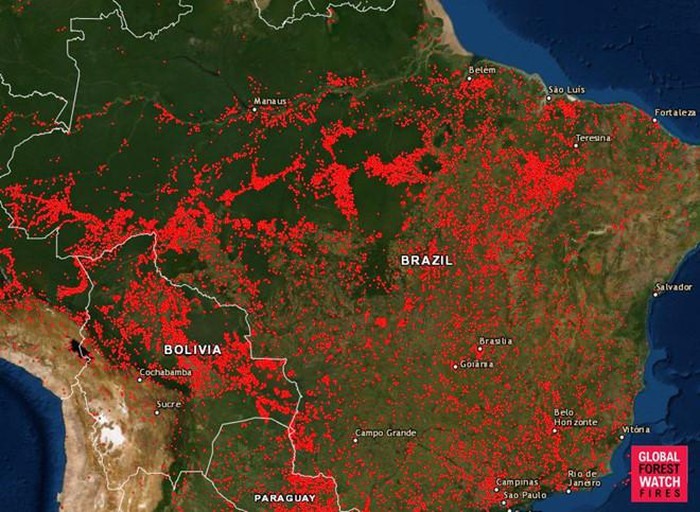 Belém
São Luís
Manaus
Fortaleza
Teresina
BRAZIL
Salvador
Brasília
Goiânia
BOLIVIA
Cochabamba
Sucre
Belo
Horizonte
Vitória
Campo Grande
GLOBAL
FOREST
WATCH
FIRES
Rio de
Janeiro
Campinas
São Paulo
PARAGUAY